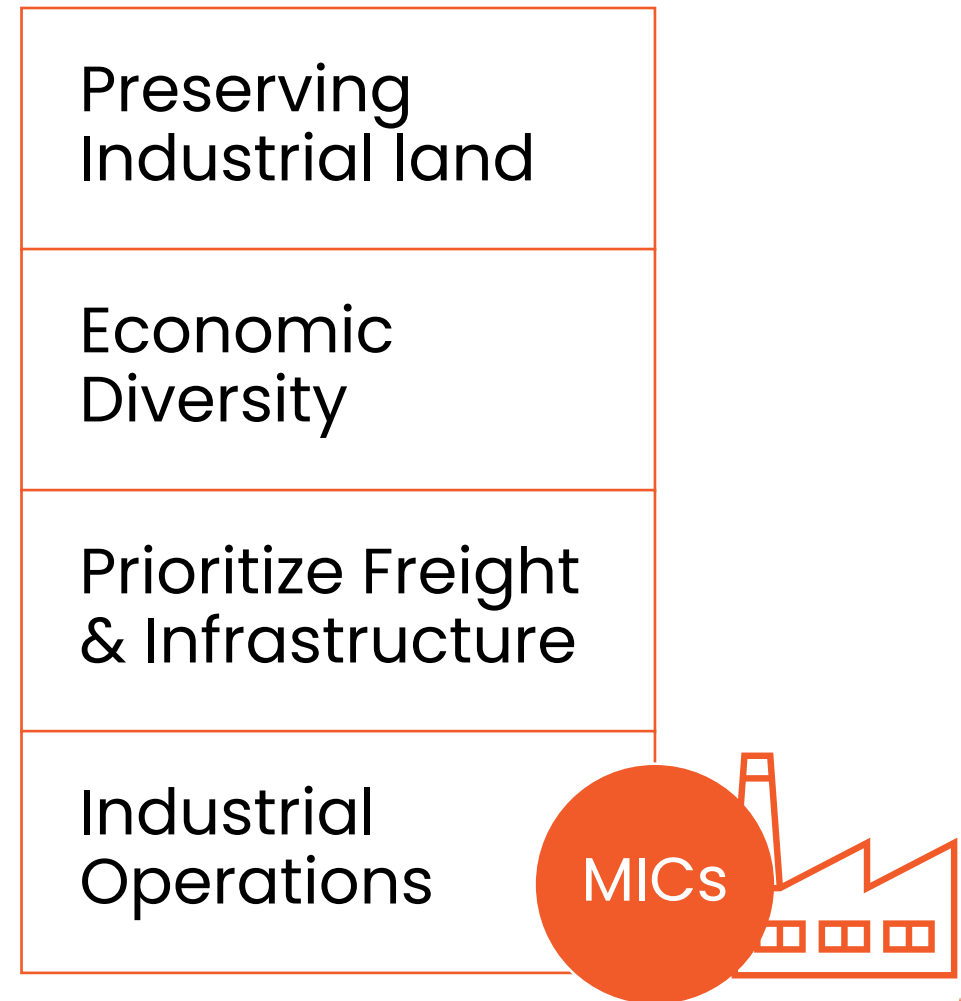 Preserving
Industrial land
Economic
Diversity
Prioritize Freight
& Infrastructure
Industrial
Operations
MICs